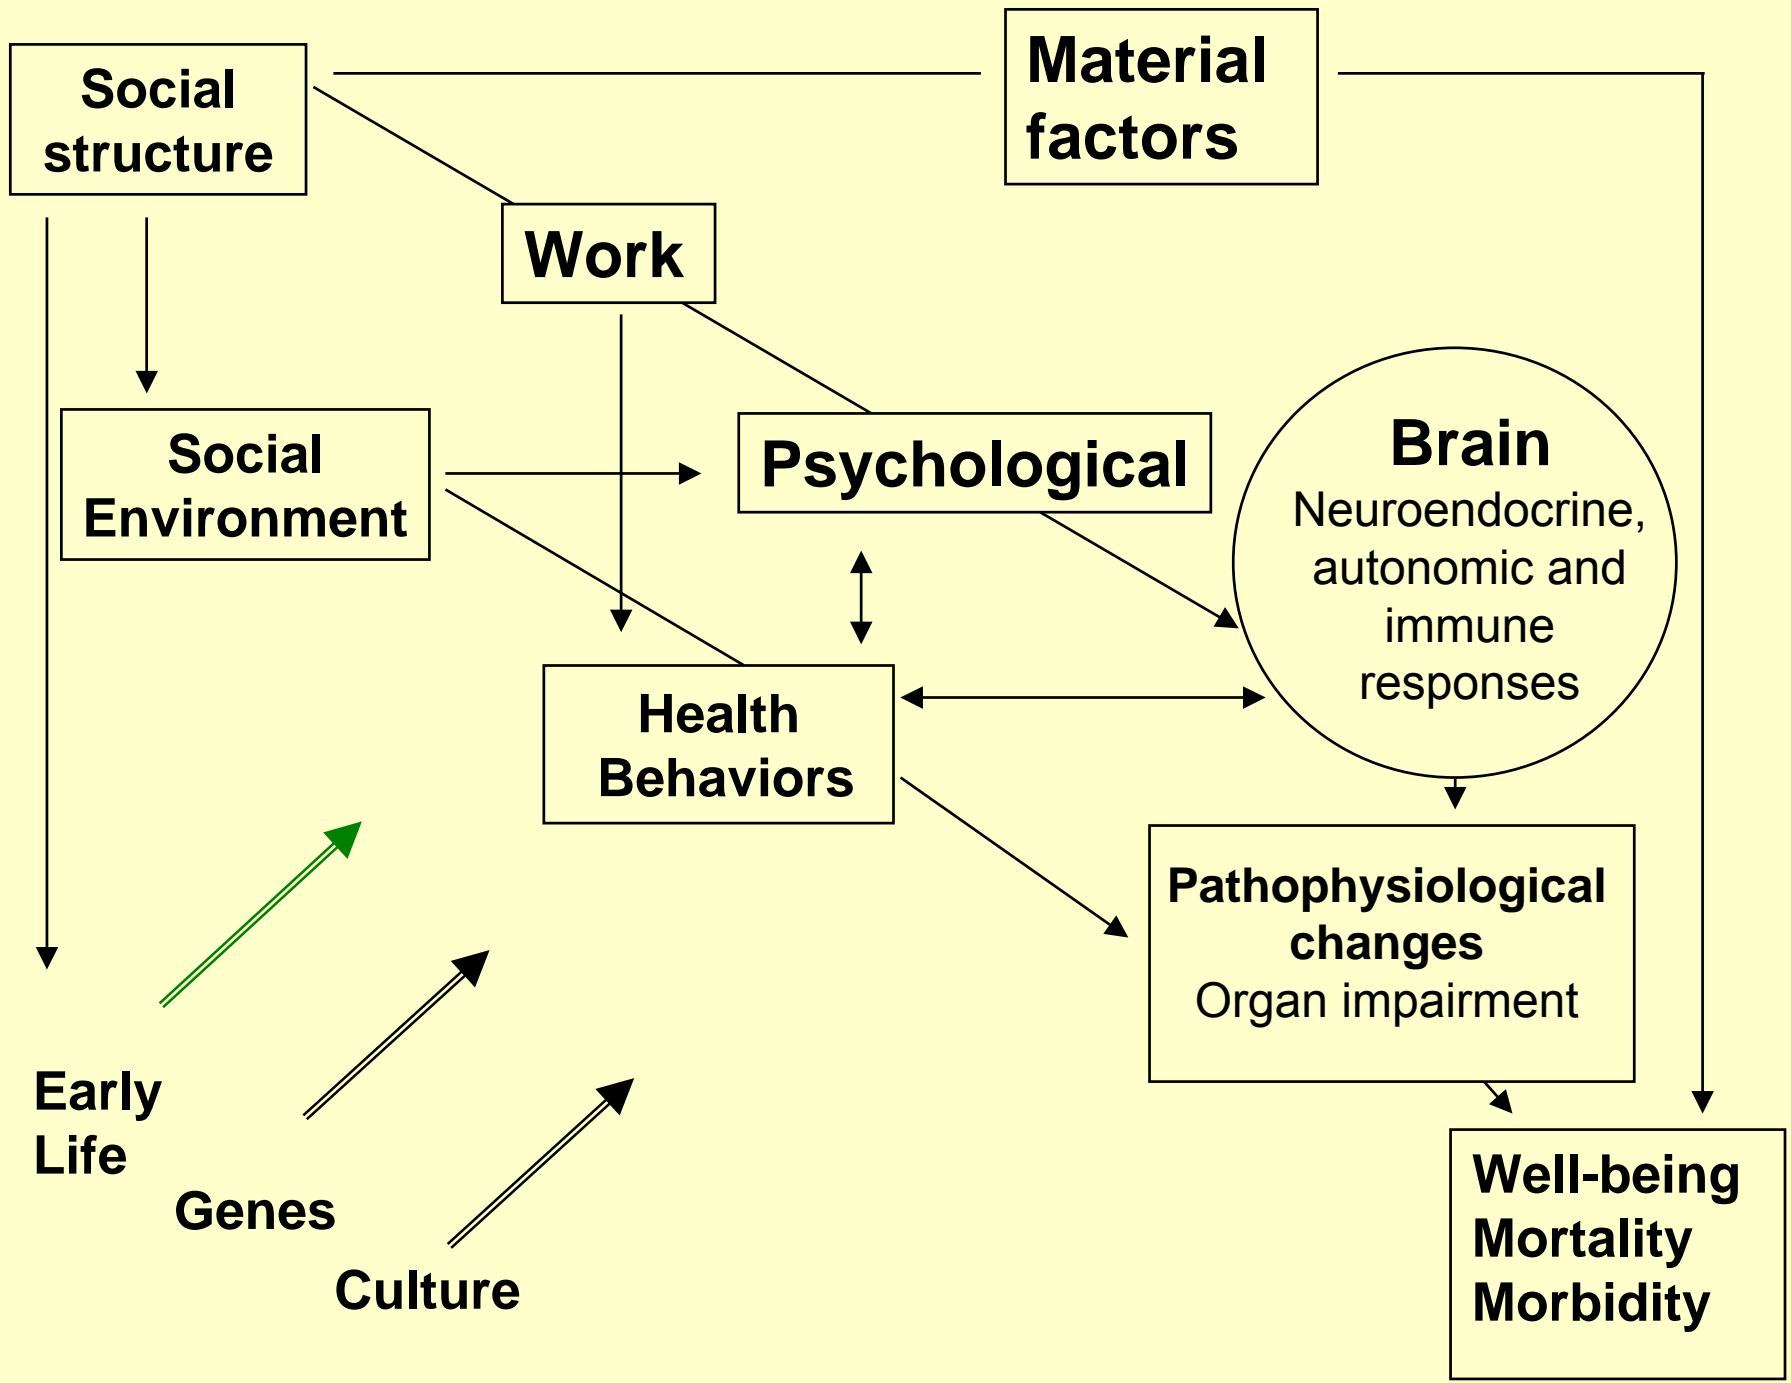 Social
structure
Material
factors
Work
Social
Environment
Psychological
Brain
Neuroendocrine,
autonomic and
immune
responses
Health
Behaviors
Pathophysiological
changes
Organ impairment
Early
Life
Genes
Culture
Well-being
Mortality
Morbidity